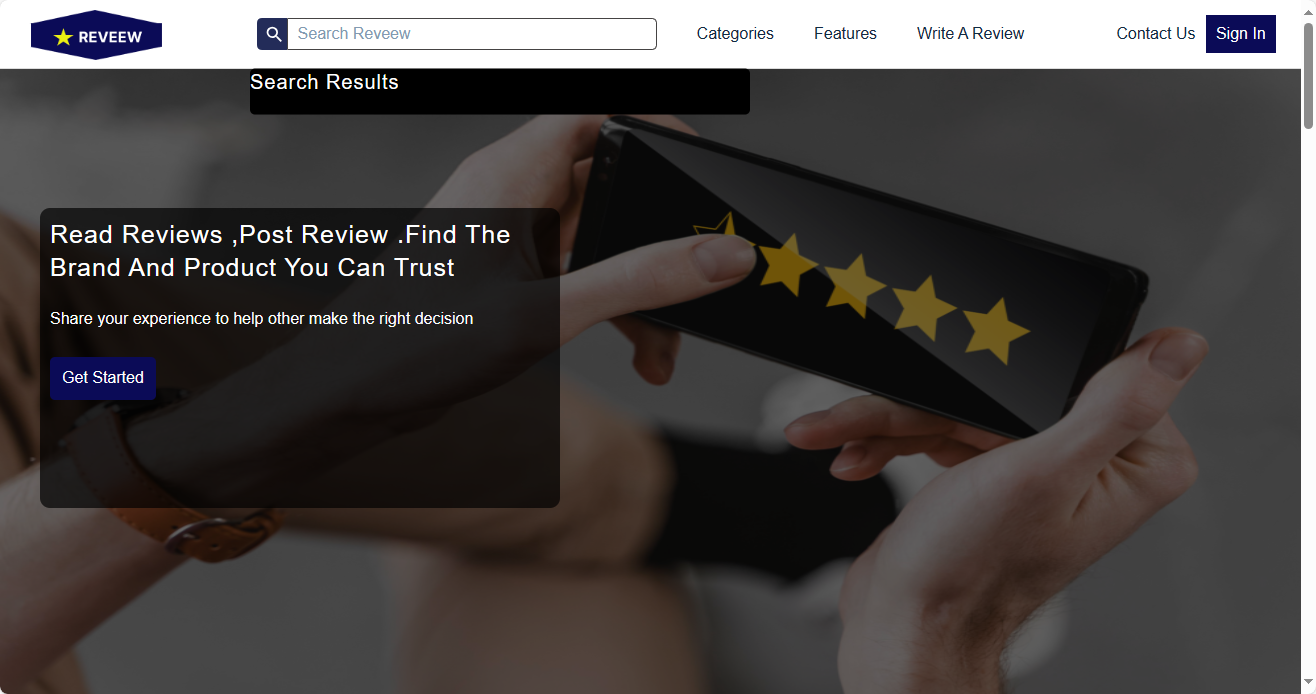 REVEEW
Search Reveew
Categories
Features
Write A Review
Contact Us
Sign In
Search Results
Read Reviews ,Post Review .Find The
Brand And Product You Can Trust
Share your experience to help other make the right decision
Get Started